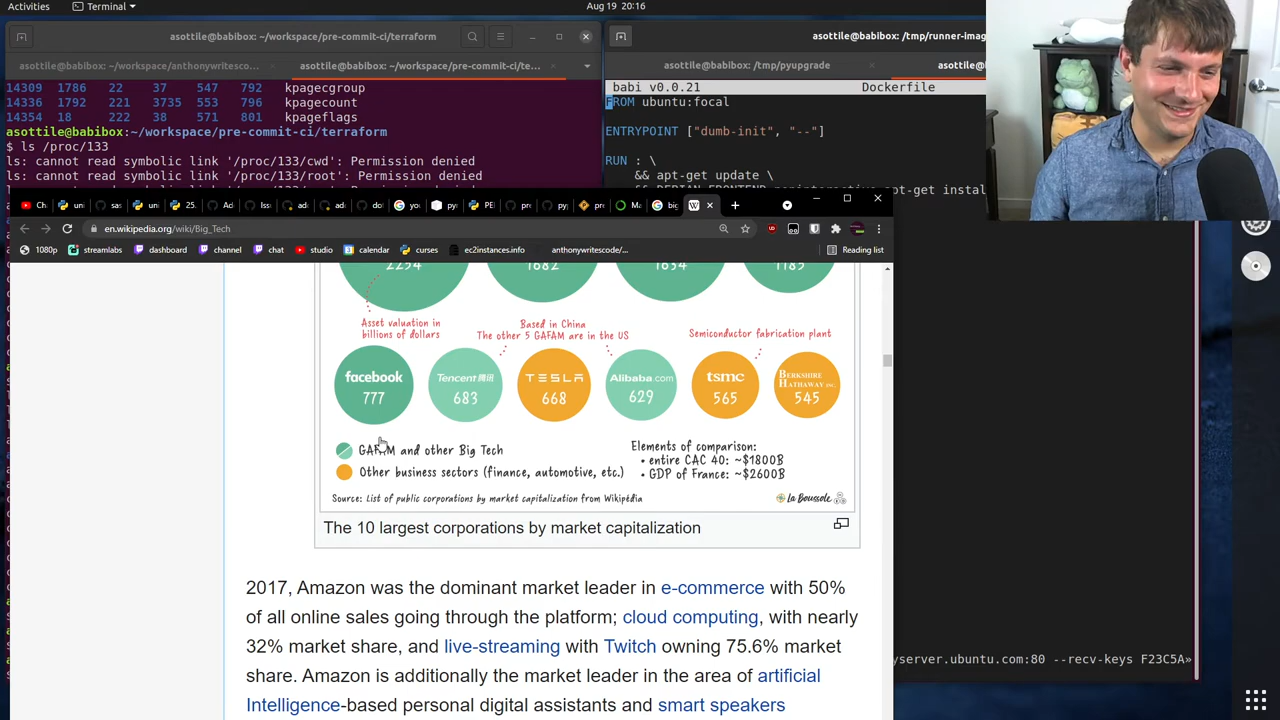 Activities
Terminal
Aug 19 20:16
asottile@babibox: ~/workspace/pre-commit-ci/terraform
asottile@babibox: /tmp/runner-imag
asottile@babibox: ~/workspace/anthonywritesco...
asottile@babibox: ~/workspace/pre-commit-ci/te...
asottile@babibox: /tmp/pyupgrade
asottile@bab
14309 1786 22 37 547 792 kpagecgroup
14336 1792 221 3735 553 796 kpagecount
14354 18 222 38 571 801 kpageflags
asottile@babibox:~/workspace/pre-commit-ci/terraform
$ ls /proc/133
ls: cannot read symbolic link '/proc/133/cwd': Permission denied
ls: cannot read symbolic link '/proc/133/root': Permission denied
babi v0.0.21 Dockerfile
FROM ubuntu:focal
ENTRYPOINT ["dumb-init", "--"]
RUN : \
&& apt-get update \
en.wikipedia.org/wiki/Big_Tech
1080p
streamlabs
dashboard
channel
chat
studio
calendar
curses
ec2instances.info
anthonywritescode/...
Reading list
2254 1682 1654 1185
Asset valuation in
billions of dollars
Based in China
The other 5 GAFAM are in the US
Semiconductor fabrication plant
facebook
777
Tencent 腾讯
683
TESLA
668
Alibaba.com
629
tsmc
565
BERKSHIRE
HATHAWAY INC.
545
GAFAM and other Big Tech
Other business sectors (finance, automotive, etc.)
Elements of comparison:
• entire CAC 40: ~$1800B
• GDP of France: ~$2600B
Source: List of public corporations by market capitalization from Wikipedia
La Boussole
The 10 largest corporations by market capitalization
2017, Amazon was the dominant market leader in e-commerce with 50%
of all online sales going through the platform; cloud computing, with nearly
32% market share, and live-streaming with Twitch owning 75.6% market
share. Amazon is additionally the market leader in the area of artificial
Intelligence-based personal digital assistants and smart speakers
yserver.ubuntu.com:80 --recv-keys F23C5A»